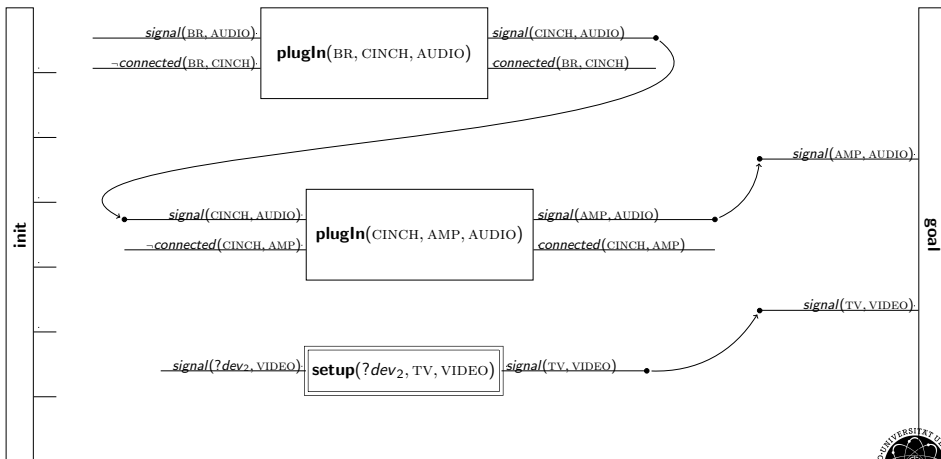 init
signal(BR, AUDIO)
¬connected(BR, CINCH)
plugIn(BR, CINCH, AUDIO)
signal(CINCH, AUDIO)
connected(BR, CINCH)
signal(AMP, AUDIO)
signal(CINCH, AUDIO)
¬connected(CINCH, AMP)
plugIn(CINCH, AMP, AUDIO)
signal(AMP, AUDIO)
connected(CINCH, AMP)
goal
signal(TV, VIDEO)
signal(?dev₂, VIDEO)
setup(?dev₂, TV, VIDEO)
signal(TV, VIDEO)